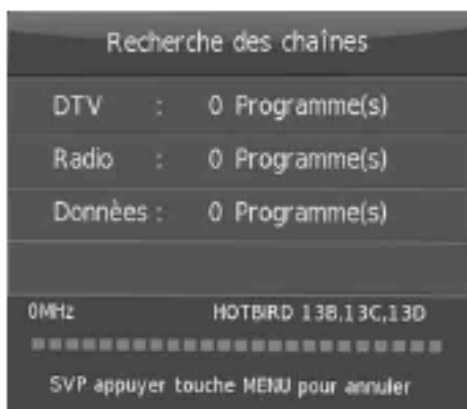 Recherche des chaînes
DTV : 0 Programme(s)
Radio : 0 Programme(s)
Donnèes : 0 Programme(s)
0MHz HOTBIRD 13B,13C,13D
SVP appuyer touche MENU pour annuler